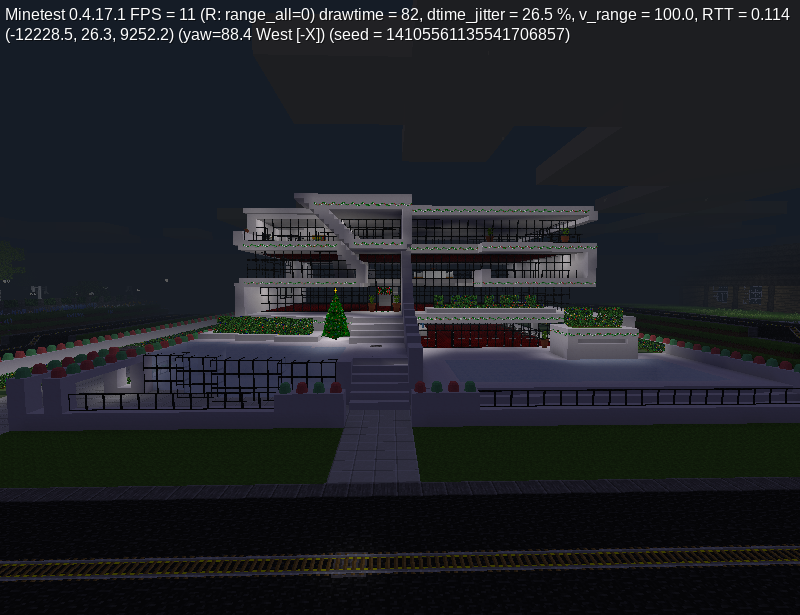 Minetest 0.4.17.1 FPS = 11 (R: range_all=0) drawtime = 82, dtime_jitter = 26.5 %, v_range = 100.0, RTT = 0.114
(-12228.5, 26.3, 9252.2) (yaw=88.4 West [-X]) (seed = 14105561135541706857)